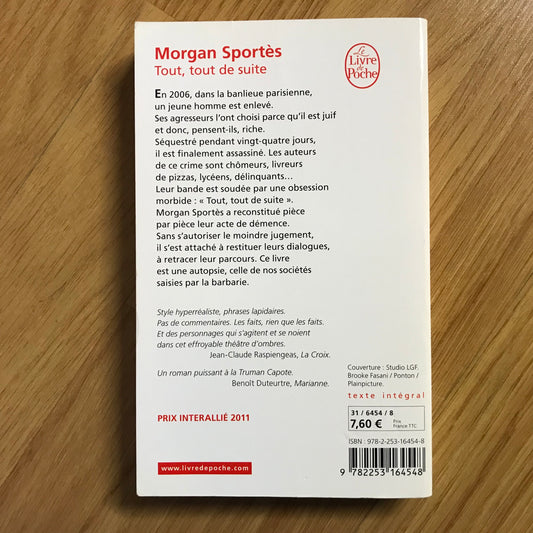 Morgan Sportès
Tout, tout de suite
Le
Livre
de
Poche
En 2006, dans la banlieue parisienne,
un jeune homme est enlevé.
Ses agresseurs l'ont choisi parce qu'il est juif
et donc, pensent-ils, riche.
Séquestré pendant vingt-quatre jours,
il est finalement assassiné. Les auteurs
de ce crime sont chômeurs, livreurs
de pizzas, lycéens, délinquants...
Leur bande est soudée par une obsession
morbide : « Tout, tout de suite ».
Morgan Sportès a reconstitué pièce
par pièce leur acte de démence.
Sans s'autoriser le moindre jugement,
il s'est attaché à restituer leurs dialogues,
à retracer leur parcours. Ce livre
est une autopsie, celle de nos sociétés
saisies par la barbarie.
Style hyperréaliste, phrases lapidaires.
Pas de commentaires. Les faits, rien que les faits.
Et des personnages qui s'agitent et se noient
dans cet effroyable théâtre d'ombres.
Jean-Claude Raspiengeas, La Croix.
Un roman puissant à la Truman Capote.
Benoît Duteurtre, Marianne.
PRIX INTERALLIÉ 2011
www.livredepoche.com
Couverture : Studio LGF.
Brooke Fasani / Ponton /
Plainpicture.
texte intégral
31 / 6454 / 8
7,60 € Prix
France TTC
ISBN : 978-2-253-16454-8
9 782253 164548